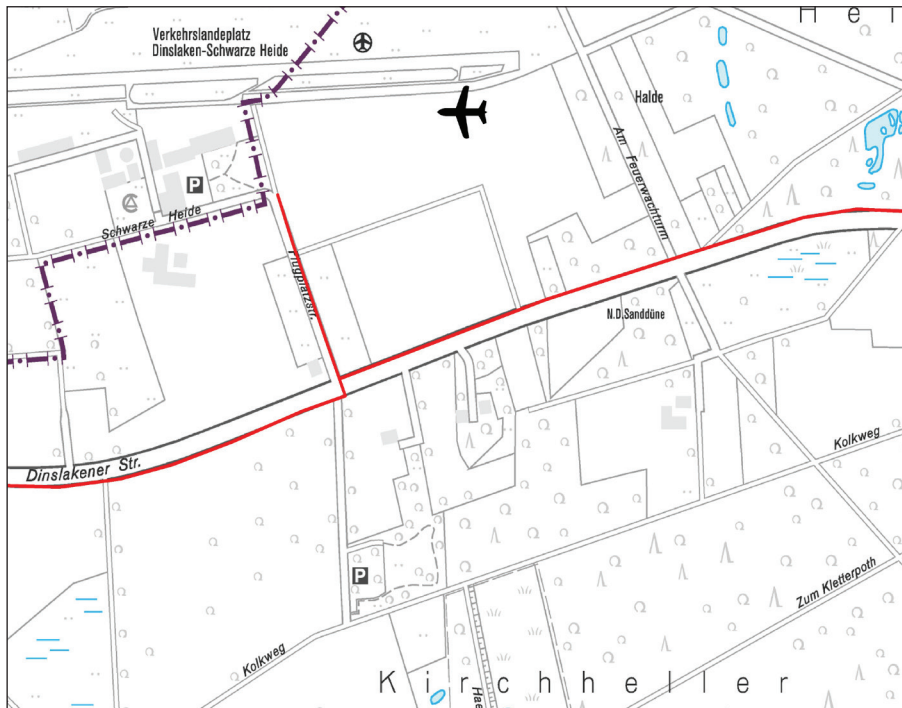 Hei
Verkehrslandeplatz
Dinslaken-Schwarze Heide
Halde
Am Feuerwachturm
P
Schwarze Heide
Flugplatzstr.
N.D.Sanddüne
Kolkweg
Dinslakener Str.
P
Zum Kletterpoth
Kolkweg
Kirchheller
Hae